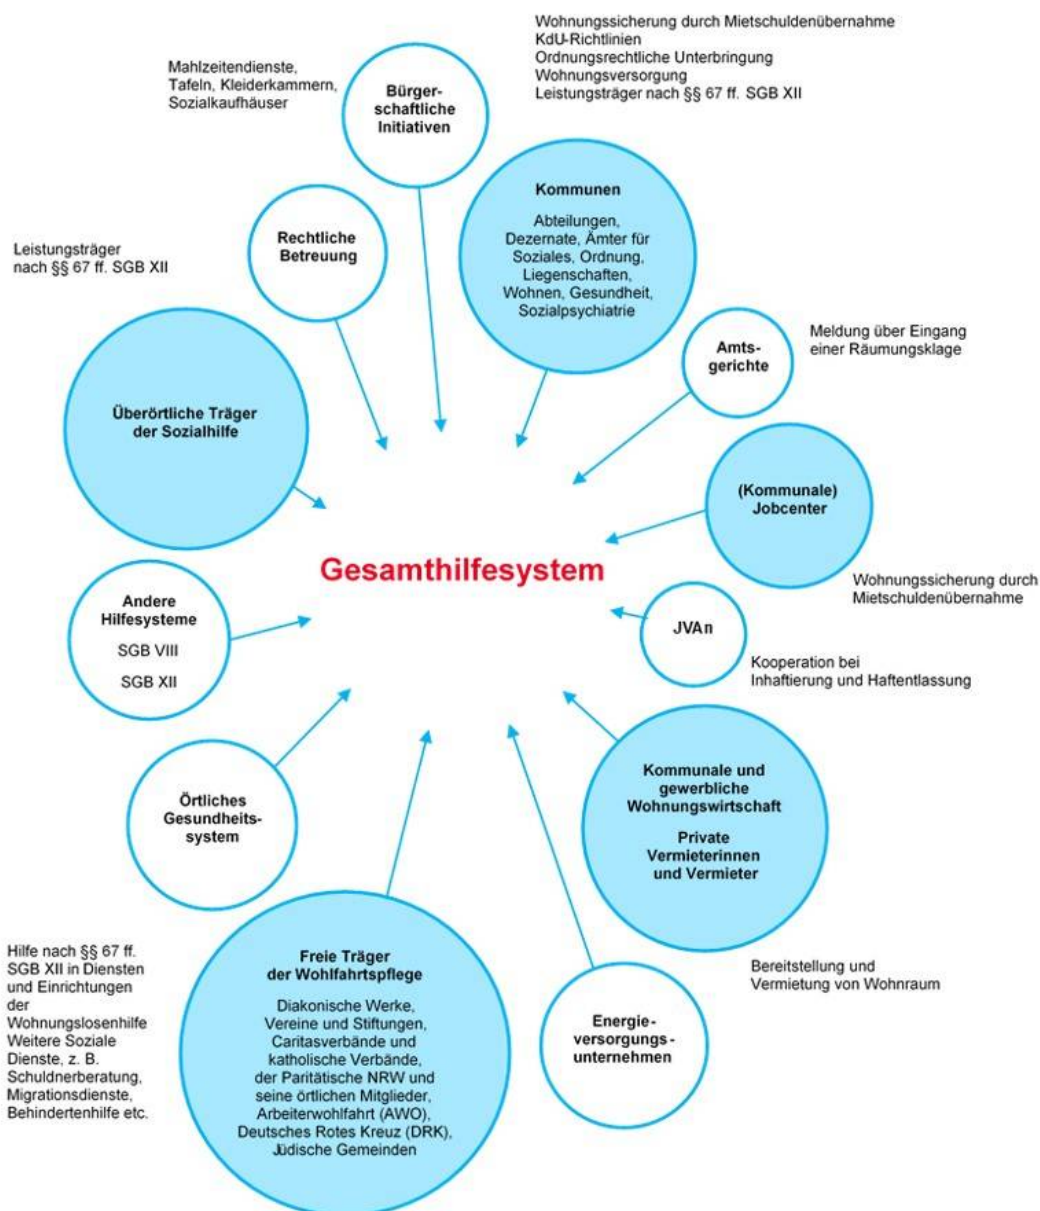 Wohnungssicherung durch Mietschuldenübernahme
KdU-Richtlinien
Ordnungsrechtliche Unterbringung
Wohnungsversorgung
Leistungsträger nach §§ 67 ff. SGB XII
Mahlzeitendienste,
Tafeln, Kleiderkammern,
Sozialkaufhäuser
Bürger-
schaftliche
Initiativen
Kommunen
Abteilungen,
Dezernate, Ämter für
Soziales, Ordnung,
Liegenschaften,
Wohnen, Gesundheit,
Sozialpsychiatrie
Rechtliche
Betreuung
Leistungsträger
nach §§ 67 ff. SGB XII
Meldung über Eingang
einer Räumungsklage
Amts-
gerichte
Überörtliche Träger
der Sozialhilfe
(Kommunale)
Jobcenter
Gesamthilfesystem
Wohnungssicherung durch
Mietschuldenübernahme
Andere
Hilfesysteme
SGB VIII
SGB XII
JVAn
Kooperation bei
Inhaftierung und Haftentlassung
Kommunale und
gewerbliche
Wohnungswirtschaft
Private
Vermieterinnen
und Vermieter
Örtliches
Gesundheits-
system
Bereitstellung und
Vermietung von Wohnraum
Hilfe nach §§ 67 ff.
SGB XII in Diensten
und Einrichtungen
der
Wohnungslosenhilfe
Weitere Soziale
Dienste, z. B.
Schuldnerberatung,
Migrationsdienste,
Behindertenhilfe etc.
Freie Träger
der Wohlfahrtspflege
Diakonische Werke,
Vereine und Stiftungen,
Caritasverbände und
katholische Verbände,
der Paritätische NRW und
seine örtlichen Mitglieder,
Arbeiterwohlfahrt (AWO),
Deutsches Rotes Kreuz (DRK),
Jüdische Gemeinden
Energie-
versorgungs-
unternehmen